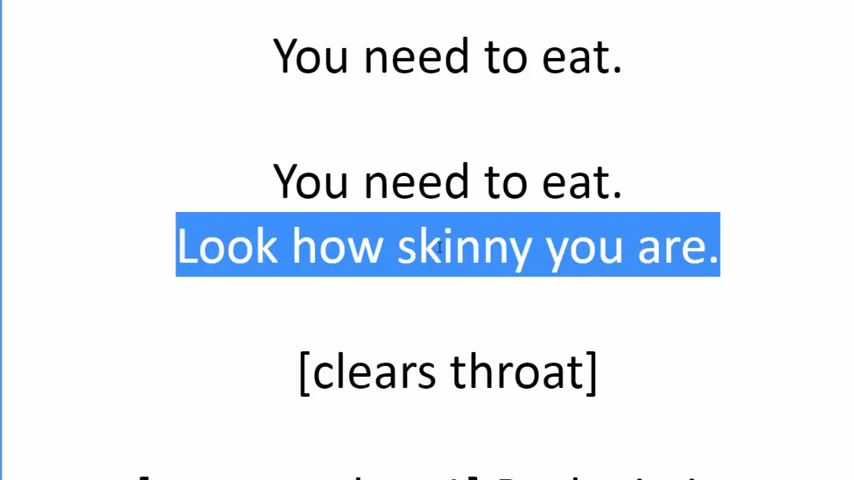 You need to eat.
You need to eat.
Look how skinny you are.
[clears throat]